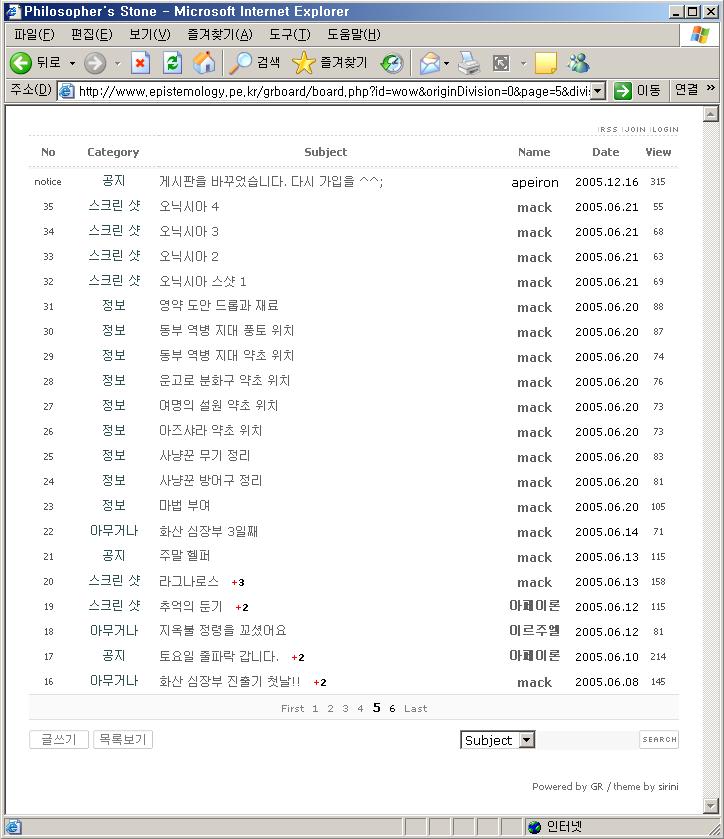 Philosopher's Stone - Microsoft Internet Explorer
파일(F) 편집(E) 보기(V) 즐겨찾기(A) 도구(T) 도움말(H)
뒤로 검색 즐겨찾기
주소(D) http://www.epistemology.pe.kr/grboard/board.php?id=wow&originDivision=0&page=5&divi: 이동 연결 »
RSS JOIN LOGIN
No Category Subject Name Date View
notice 공지 게시판을 바꾸었습니다. 다시 가입을 ^^; apeiron 2005.12.16 315
35 스크린 샷 오닉시아 4 mack 2005.06.21 55
34 스크린 샷 오닉시아 3 mack 2005.06.21 68
33 스크린 샷 오닉시아 2 mack 2005.06.21 63
32 스크린 샷 오닉시아 스샷 1 mack 2005.06.21 69
31 정보 영약 도안 드롭과 재료 mack 2005.06.20 88
30 정보 동부 역병 지대 풍토 위치 mack 2005.06.20 87
29 정보 동부 역병 지대 약초 위치 mack 2005.06.20 74
28 정보 운고로 분화구 약초 위치 mack 2005.06.20 76
27 정보 여명의 설원 약초 위치 mack 2005.06.20 73
26 정보 아즈샤라 약초 위치 mack 2005.06.20 73
25 정보 사냥꾼 무기 정리 mack 2005.06.20 83
24 정보 사냥꾼 방어구 정리 mack 2005.06.20 81
23 정보 마법 부여 mack 2005.06.20 105
22 아무거나 화산 심장부 3일째 mack 2005.06.14 71
21 공지 주말 헬퍼 mack 2005.06.13 115
20 스크린 샷 라그나로스 +3 mack 2005.06.13 158
19 스크린 샷 추억의 둔기 +2 아페이론 2005.06.12 115
18 아무거나 지옥불 정령을 꼬셨어요 이르주엘 2005.06.12 81
17 공지 토요일 줄파락 갑니다. +2 아페이론 2005.06.10 214
16 아무거나 화산 심장부 진출기 첫날!! +2 mack 2005.06.08 145
First 1 2 3 4 5 6 Last
글쓰기 목록보기 Subject SEARCH
Powered by GR / theme by sirini
인터넷